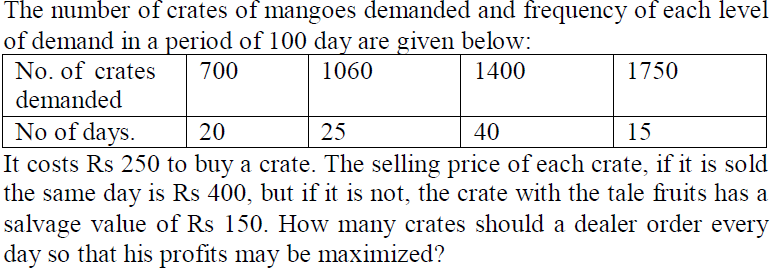 The number of crates of mangoes demanded and frequency of each level
of demand in a period of 100 day are given below:
No. of crates demanded 700 1060 1400 1750
No of days. 20 25 40 15
It costs Rs 250 to buy a crate. The selling price of each crate, if it is sold
the same day is Rs 400, but if it is not, the crate with the tale fruits has a
salvage value of Rs 150. How many crates should a dealer order every
day so that his profits may be maximized?